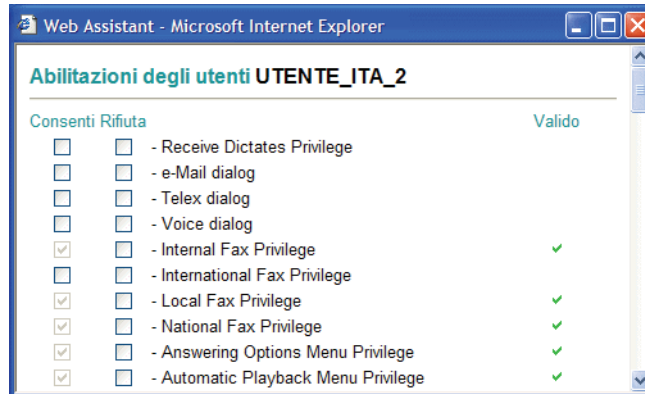 Web Assistant - Microsoft Internet Explorer
Abilitazioni degli utenti UTENTE_ITA_2
Consenti Rifiuta Valido
- Receive Dictates Privilege
- e-Mail dialog
- Telex dialog
- Voice dialog
- Internal Fax Privilege
- International Fax Privilege
- Local Fax Privilege
- National Fax Privilege
- Answering Options Menu Privilege
- Automatic Playback Menu Privilege